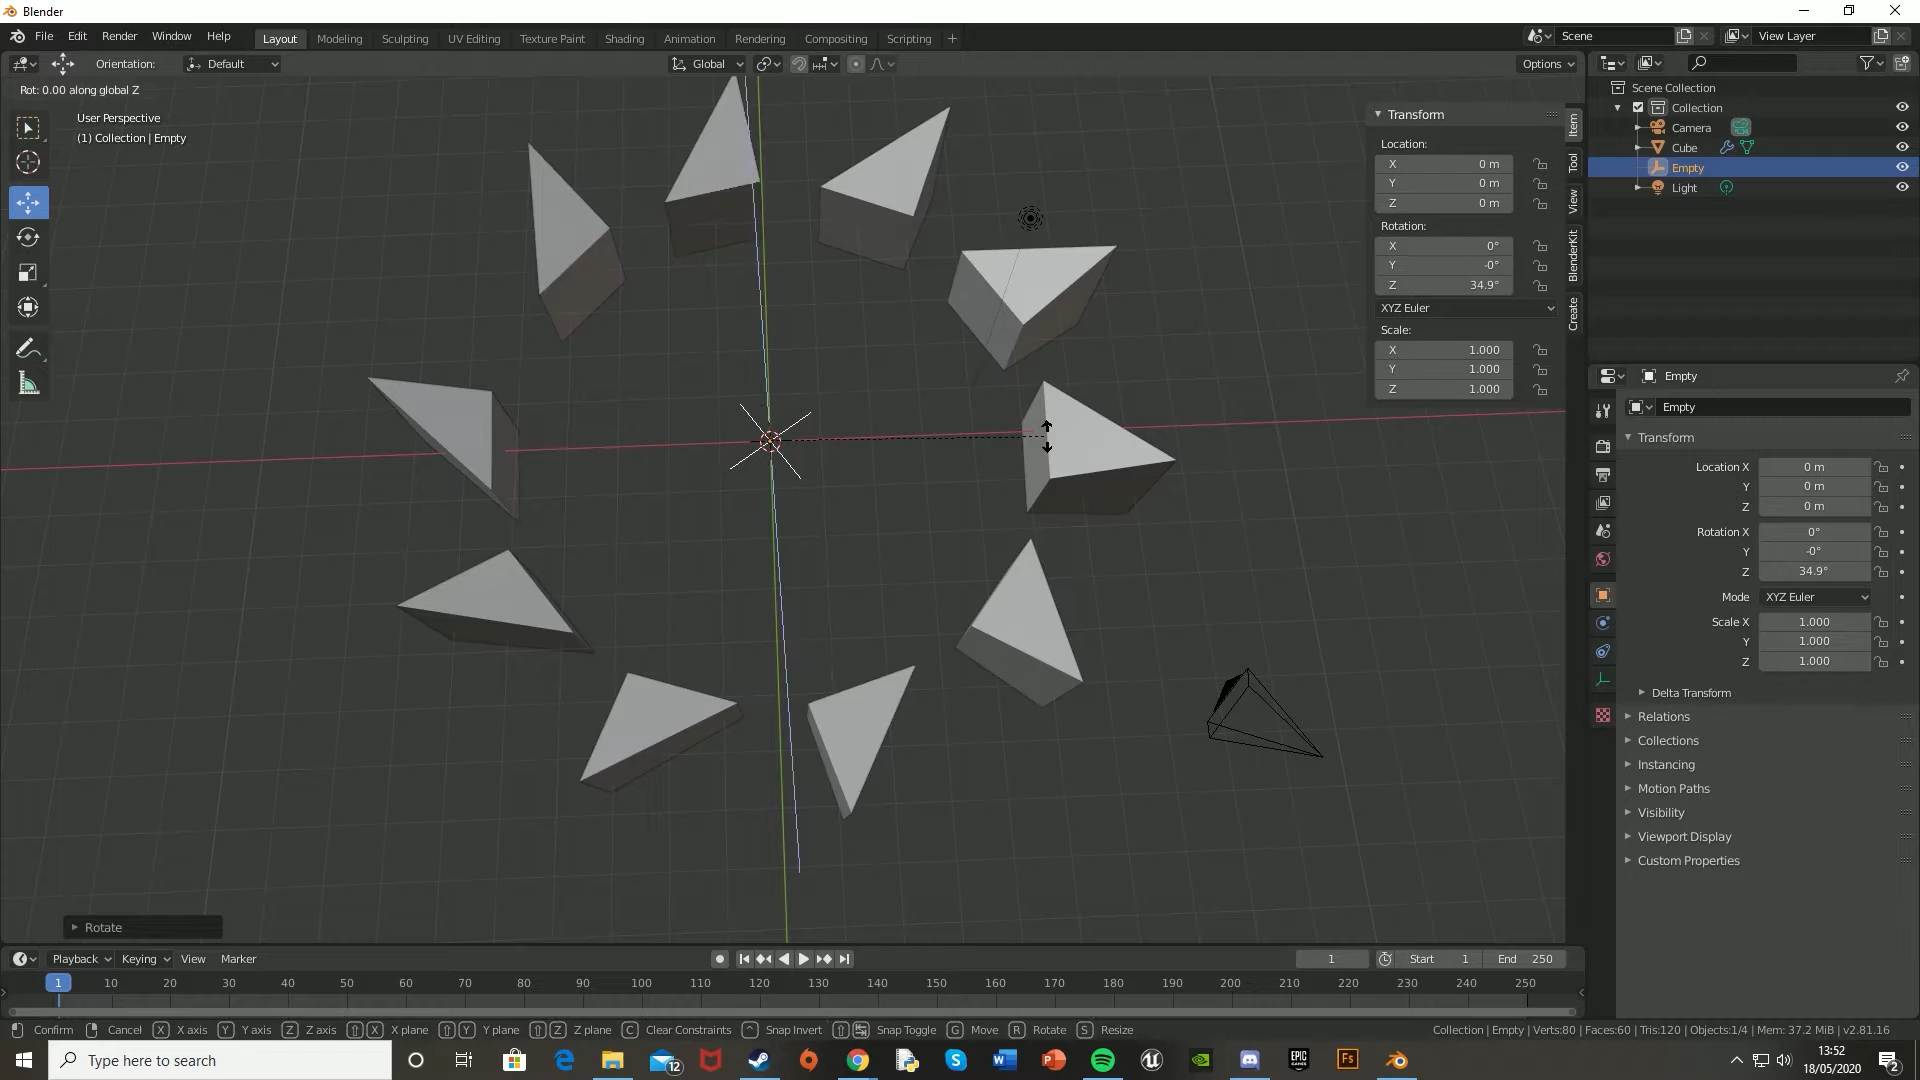 Blender
File Edit Render Window Help
Layout Modeling Sculpting UV Editing Texture Paint Shading Animation Rendering Compositing Scripting +
Scene
View Layer
Orientation: Default
Global
Options
Rot: 0.00 along global Z
User Perspective
(1) Collection | Empty
Transform
Location:
X 0 m
Y 0 m
Z 0 m
Rotation:
X 0°
Y -0°
Z 34.9°
XYZ Euler
Scale:
X 1.000
Y 1.000
Z 1.000
Item
Tool
View
BlenderKit
Create
Scene Collection
Collection
Camera
Cube
Empty
Light
Empty
Empty
Transform
Location X 0 m
Y 0 m
Z 0 m
Rotation X 0°
Y -0°
Z 34.9°
Mode XYZ Euler
Scale X 1.000
Y 1.000
Z 1.000
Delta Transform
Relations
Collections
Instancing
Motion Paths
Visibility
Viewport Display
Custom Properties
Rotate
Playback Keying View Marker
1 Start 1 End 250
1 10 20 30 40 50 60 70 80 90 100 110 120 130 140 150 160 170 180 190 200 210 220 230 240 250
Confirm Cancel X X axis Y Y axis Z Z axis X X plane Y Y plane Z Z plane C Clear Constraints Snap Invert Snap Toggle G Move R Rotate S Resize
Collection | Empty | Verts:80 | Faces:60 | Tris:120 | Objects:1/4 | Mem: 37.2 MiB | v2.81.16
Type here to search
12
EPIC GAMES
Fs
13:52
18/05/2020
2